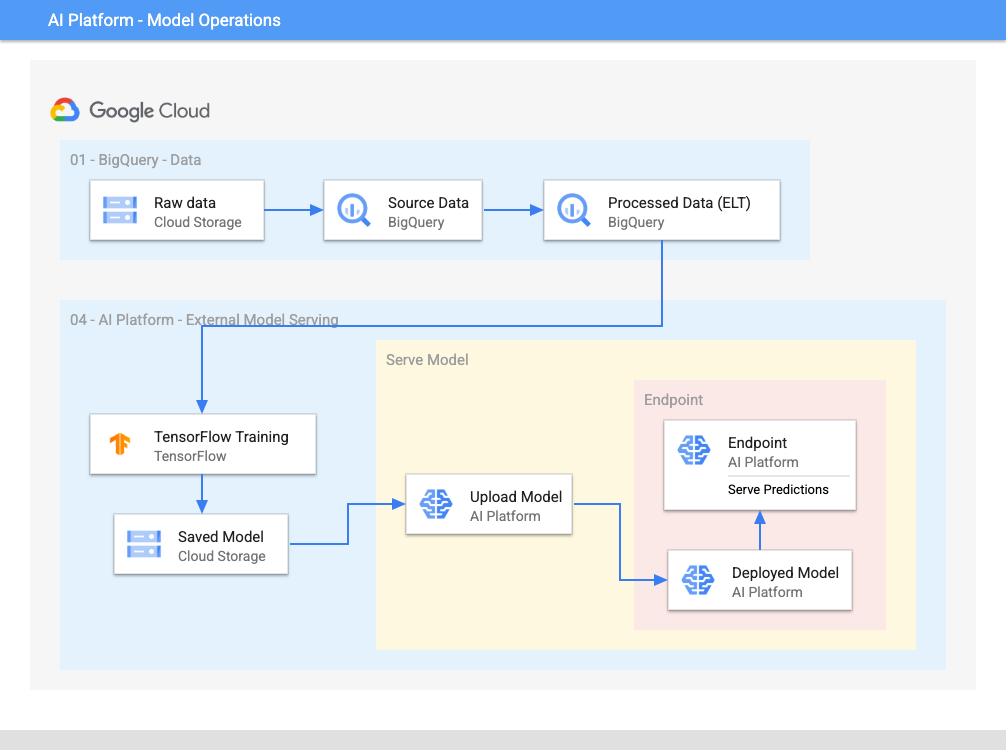 AI Platform - Model Operations
Google Cloud
01 - BigQuery - Data
Raw data
Cloud Storage
Source Data
BigQuery
Processed Data (ELT)
BigQuery
04 - AI Platform - External Model Serving
Serve Model
Endpoint
TensorFlow Training
TensorFlow
Endpoint
AI Platform
Serve Predictions
Upload Model
AI Platform
Saved Model
Cloud Storage
Deployed Model
AI Platform